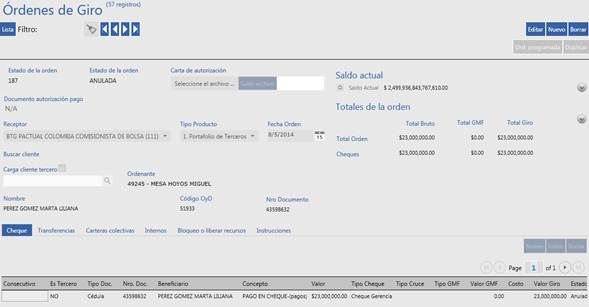 Órdenes de Giro (57 registros)
Lista Filtro: Editar Nuevo Borrar
Ord. programada Duplicar
Estado de la orden Estado de la orden Carta de autorización
187 ANULADA Seleccione el archivo ... Subir archivo
Saldo actual
Saldo Actual $ 2,499,936,843,767,610.00
Documento autorización pago
N/A
Totales de la orden
Receptor Tipo Producto Fecha Orden
Total Bruto Total GMF Total Giro
BTG PACTUAL COLOMBIA COMISIONISTA DE BOLSA (111) 1. Portafolio de Terceros 8/5/2014 15
Total Orden $23,000,000.00 $0.00 $23,000,000.00
Cheques $23,000,000.00 $0.00 $23,000,000.00
Buscar cliente
Carga cliente tercero
Ordenante
49245 - MESA HOYOS MIGUEL
Nombre Código OyD Nro Documento
PEREZ GOMEZ MARTA LILIANA 51933 43598632
Cheque Transferencias Carteras colectivas Internos Bloqueo o liberar recursos Instrucciones
Nuevo Editar Borrar
Page 1 of 1
Consecutivo Es Tercero Tipo Doc. Nro. Doc. Beneficiario Concepto Valor Tipo Cheque Tipo Cruce Tipo GMF Valor GMF Costo Valor Giro Estado
NO Cédula 43598632 PEREZ GOMEZ MARTA LILIANA PAGO EN CHEQUE-(pagos) $23,000,000.00 Cheque Gerencia 0.00 23,000,000.00 Anulad